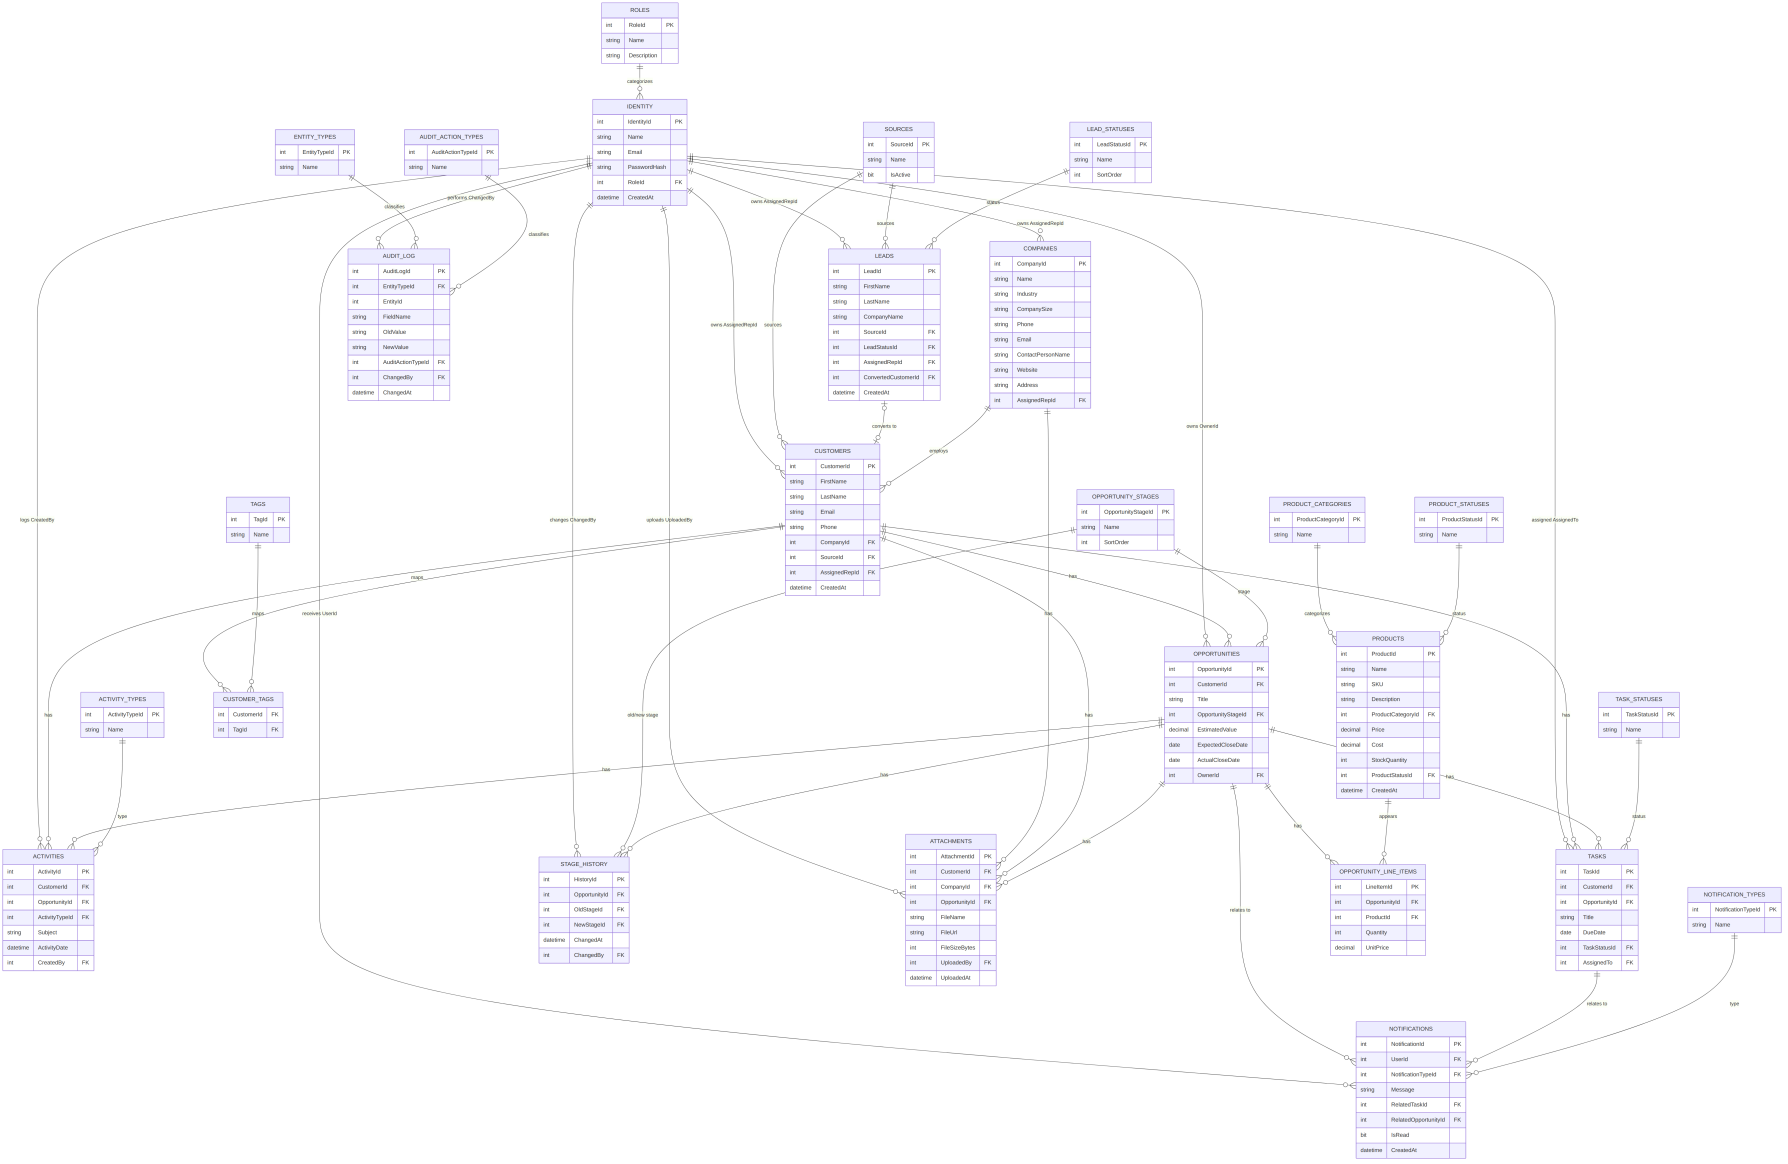 ROLES
int RoleId PK
string Name
string Description
categorizes
IDENTITY
int IdentityId PK
string Name
string Email
string PasswordHash
int RoleId FK
datetime CreatedAt
ENTITY_TYPES
int EntityTypeId PK
string Name
AUDIT_ACTION_TYPES
int AuditActionTypeId PK
string Name
SOURCES
int SourceId PK
string Name
bit IsActive
LEAD_STATUSES
int LeadStatusId PK
string Name
int SortOrder
performs ChangedBy
classifies
classifies
owns AssignedRepId
sources
status
owns AssignedRepId
AUDIT_LOG
int AuditLogId PK
int EntityTypeId FK
int EntityId
string FieldName
string OldValue
string NewValue
int AuditActionTypeId FK
int ChangedBy FK
datetime ChangedAt
LEADS
int LeadId PK
string FirstName
string LastName
string CompanyName
int SourceId FK
int LeadStatusId FK
int AssignedRepId FK
int ConvertedCustomerId FK
datetime CreatedAt
COMPANIES
int CompanyId PK
string Name
string Industry
string CompanySize
string Phone
string Email
string ContactPersonName
string Website
string Address
int AssignedRepId FK
owns AssignedRepId
sources
converts to
employs
owns OwnerId
CUSTOMERS
int CustomerId PK
string FirstName
string LastName
string Email
string Phone
int CompanyId FK
int SourceId FK
int AssignedRepId FK
datetime CreatedAt
TAGS
int TagId PK
string Name
OPPORTUNITY_STAGES
int OpportunityStageId PK
string Name
int SortOrder
PRODUCT_CATEGORIES
int ProductCategoryId PK
string Name
PRODUCT_STATUSES
int ProductStatusId PK
string Name
logs CreatedBy
changes ChangedBy
uploads UploadedBy
assigned AssignedTo
maps
maps
receives UserId
has
has
stage
categorizes
status
OPPORTUNITIES
int OpportunityId PK
int CustomerId FK
string Title
int OpportunityStageId FK
decimal EstimatedValue
date ExpectedCloseDate
date ActualCloseDate
int OwnerId FK
PRODUCTS
int ProductId PK
string Name
string SKU
string Description
int ProductCategoryId FK
decimal Price
decimal Cost
int StockQuantity
int ProductStatusId FK
datetime CreatedAt
ACTIVITY_TYPES
int ActivityTypeId PK
string Name
CUSTOMER_TAGS
int CustomerId FK
int TagId FK
TASK_STATUSES
int TaskStatusId PK
string Name
has
old/new stage
has
has
has
has
has
type
has
has
appears
status
ACTIVITIES
int ActivityId PK
int CustomerId FK
int OpportunityId FK
int ActivityTypeId FK
string Subject
datetime ActivityDate
int CreatedBy FK
STAGE_HISTORY
int HistoryId PK
int OpportunityId FK
int OldStageId FK
int NewStageId FK
datetime ChangedAt
int ChangedBy FK
ATTACHMENTS
int AttachmentId PK
int CustomerId FK
int CompanyId FK
int OpportunityId FK
string FileName
string FileUrl
int FileSizeBytes
int UploadedBy FK
datetime UploadedAt
OPPORTUNITY_LINE_ITEMS
int LineItemId PK
int OpportunityId FK
int ProductId FK
int Quantity
decimal UnitPrice
TASKS
int TaskId PK
int CustomerId FK
int OpportunityId FK
string Title
date DueDate
int TaskStatusId FK
int AssignedTo FK
NOTIFICATION_TYPES
int NotificationTypeId PK
string Name
relates to
relates to
type
NOTIFICATIONS
int NotificationId PK
int UserId FK
int NotificationTypeId FK
string Message
int RelatedTaskId FK
int RelatedOpportunityId FK
bit IsRead
datetime CreatedAt